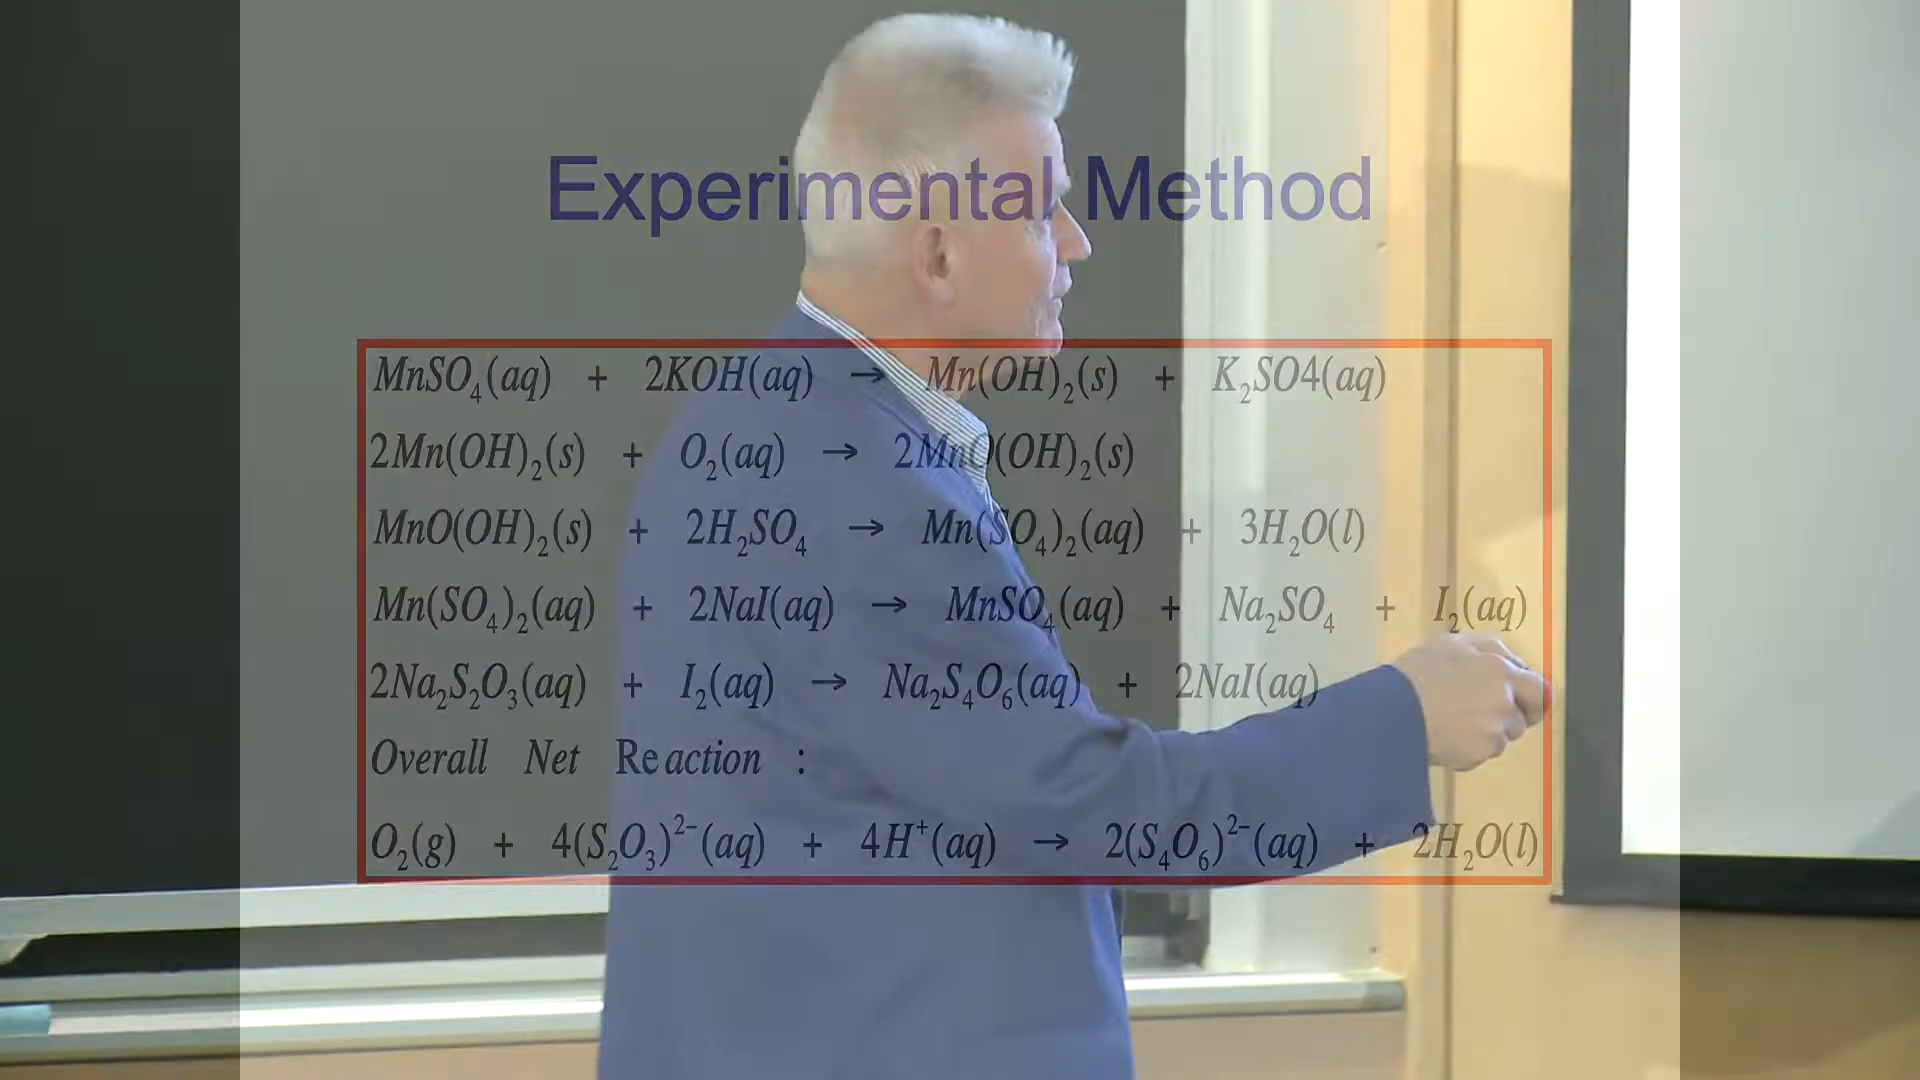 Experimental Method
MnSO₄(aq) + 2KOH(aq) → Mn(OH)₂(s) + K₂SO4(aq)
2Mn(OH)₂(s) + O₂(aq) → 2MnO(OH)₂(s)
MnO(OH)₂(s) + 2H₂SO₄ → Mn(SO₄)₂(aq) + 3H₂O(l)
Mn(SO₄)₂(aq) + 2NaI(aq) → MnSO₄(aq) + Na₂SO₄ + I₂(aq)
2Na₂S₂O₃(aq) + I₂(aq) → Na₂S₄O₆(aq) + 2NaI(aq)
Overall Net Reaction :
O₂(g) + 4(S₂O₃)²⁻(aq) + 4H⁺(aq) → 2(S₄O₆)²⁻(aq) + 2H₂O(l)